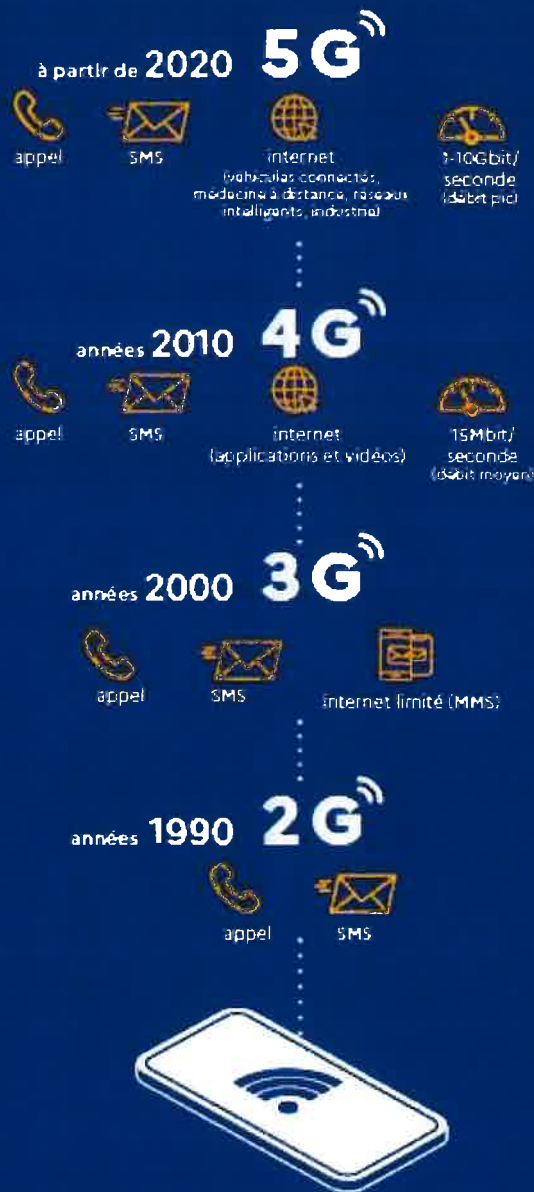 à partir de 2020 5G
appel
SMS
internet
(véhicules connectés,
médecine à distance, réseaux
intelligents, industrie)
1-10Gbit/
seconde
(débit pic)
années 2010 4G
appel
SMS
internet
(applications et vidéos)
15Mbit/
seconde
(débit moyen)
années 2000 3G
appel
SMS
internet limité (MMS)
années 1990 2G
appel
SMS